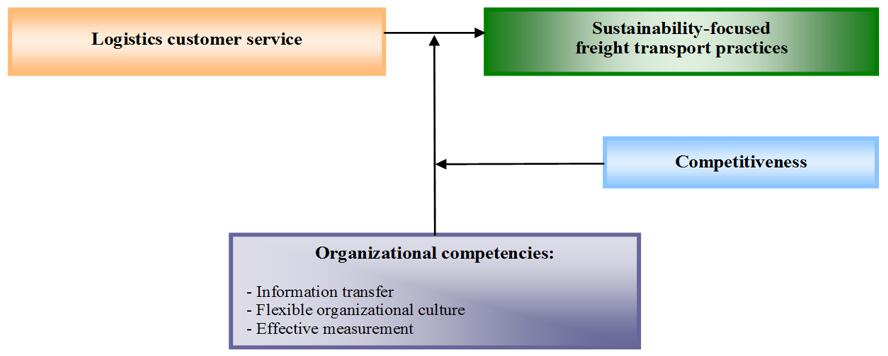 Logistics customer service
Sustainability-focused
freight transport practices
Competitiveness
Organizational competencies:
- Information transfer
- Flexible organizational culture
- Effective measurement